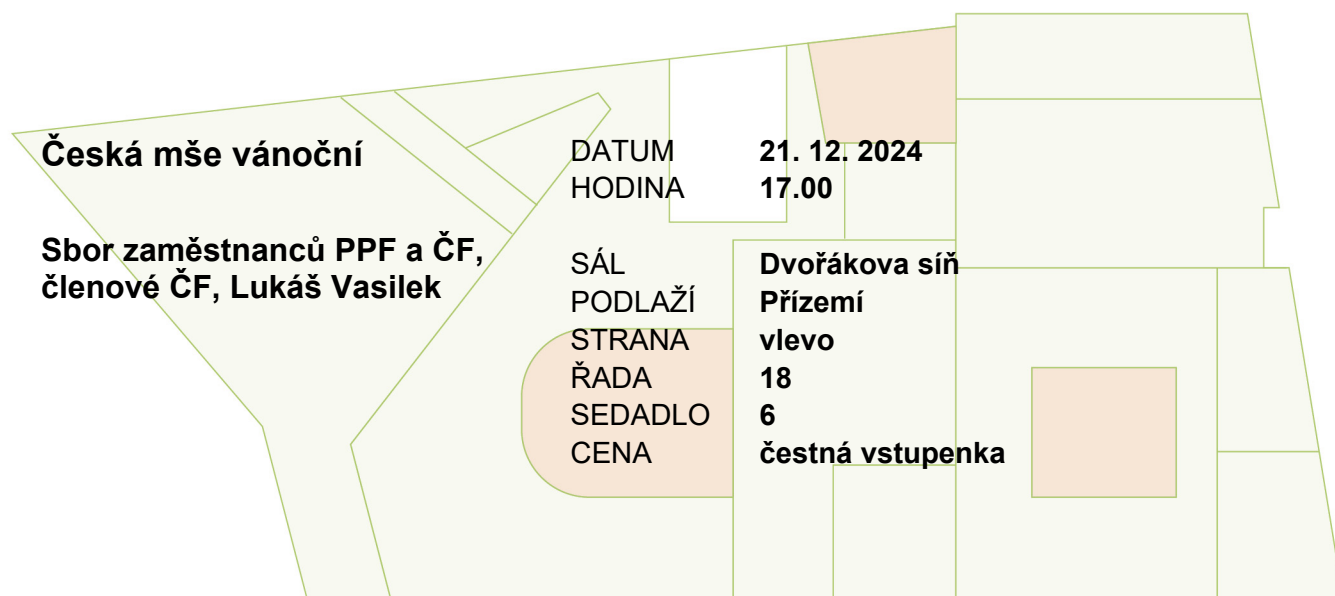 Česká mše vánoční
Sbor zaměstnanců PPF a ČF,
členové ČF, Lukáš Vasilek
DATUM 21. 12. 2024
HODINA 17.00
SÁL Dvořákova síň
PODLAŽÍ Přízemí
STRANA vlevo
ŘADA 18
SEDADLO 6
CENA čestná vstupenka